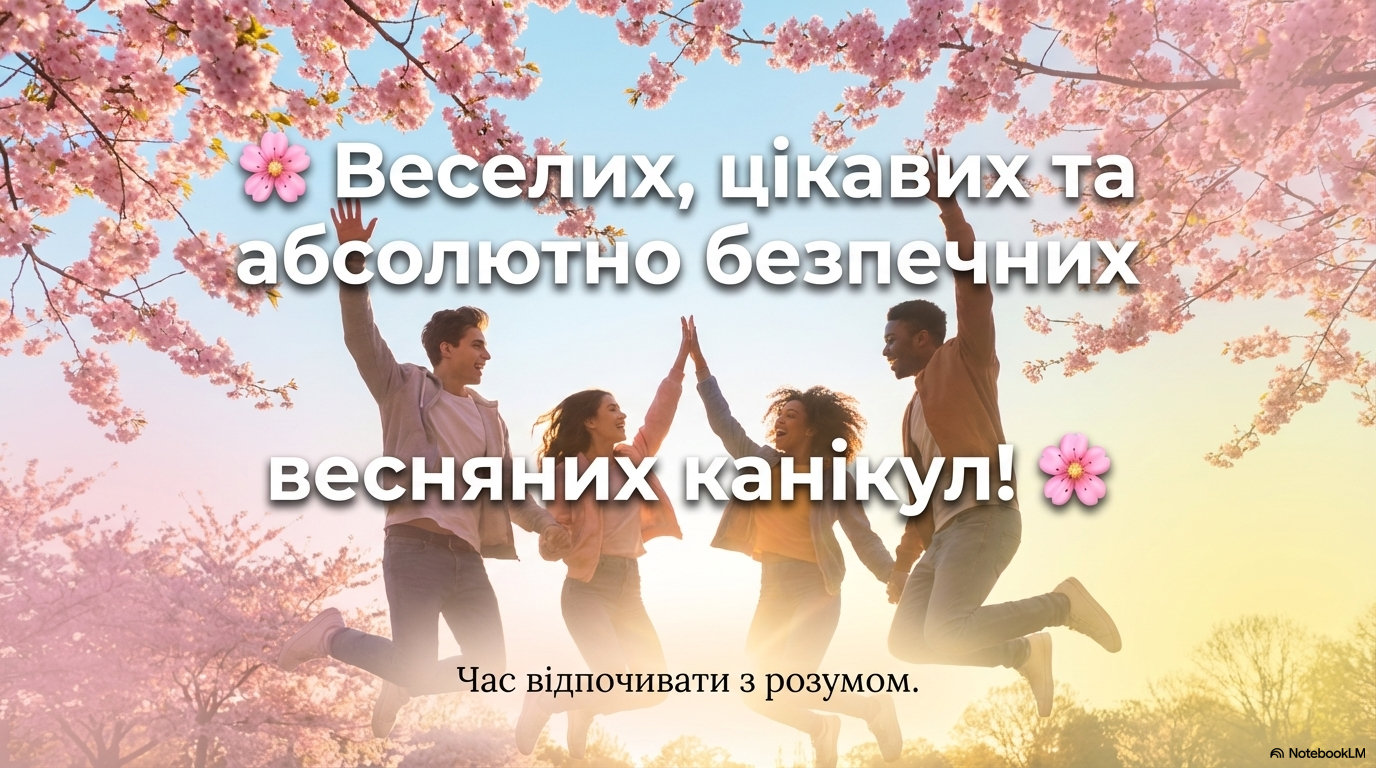 🌸 Веселих, цікавих та
абсолютно безпечних
весняних канікул! 🌸
Час відпочивати з розумом.
NotebookLM